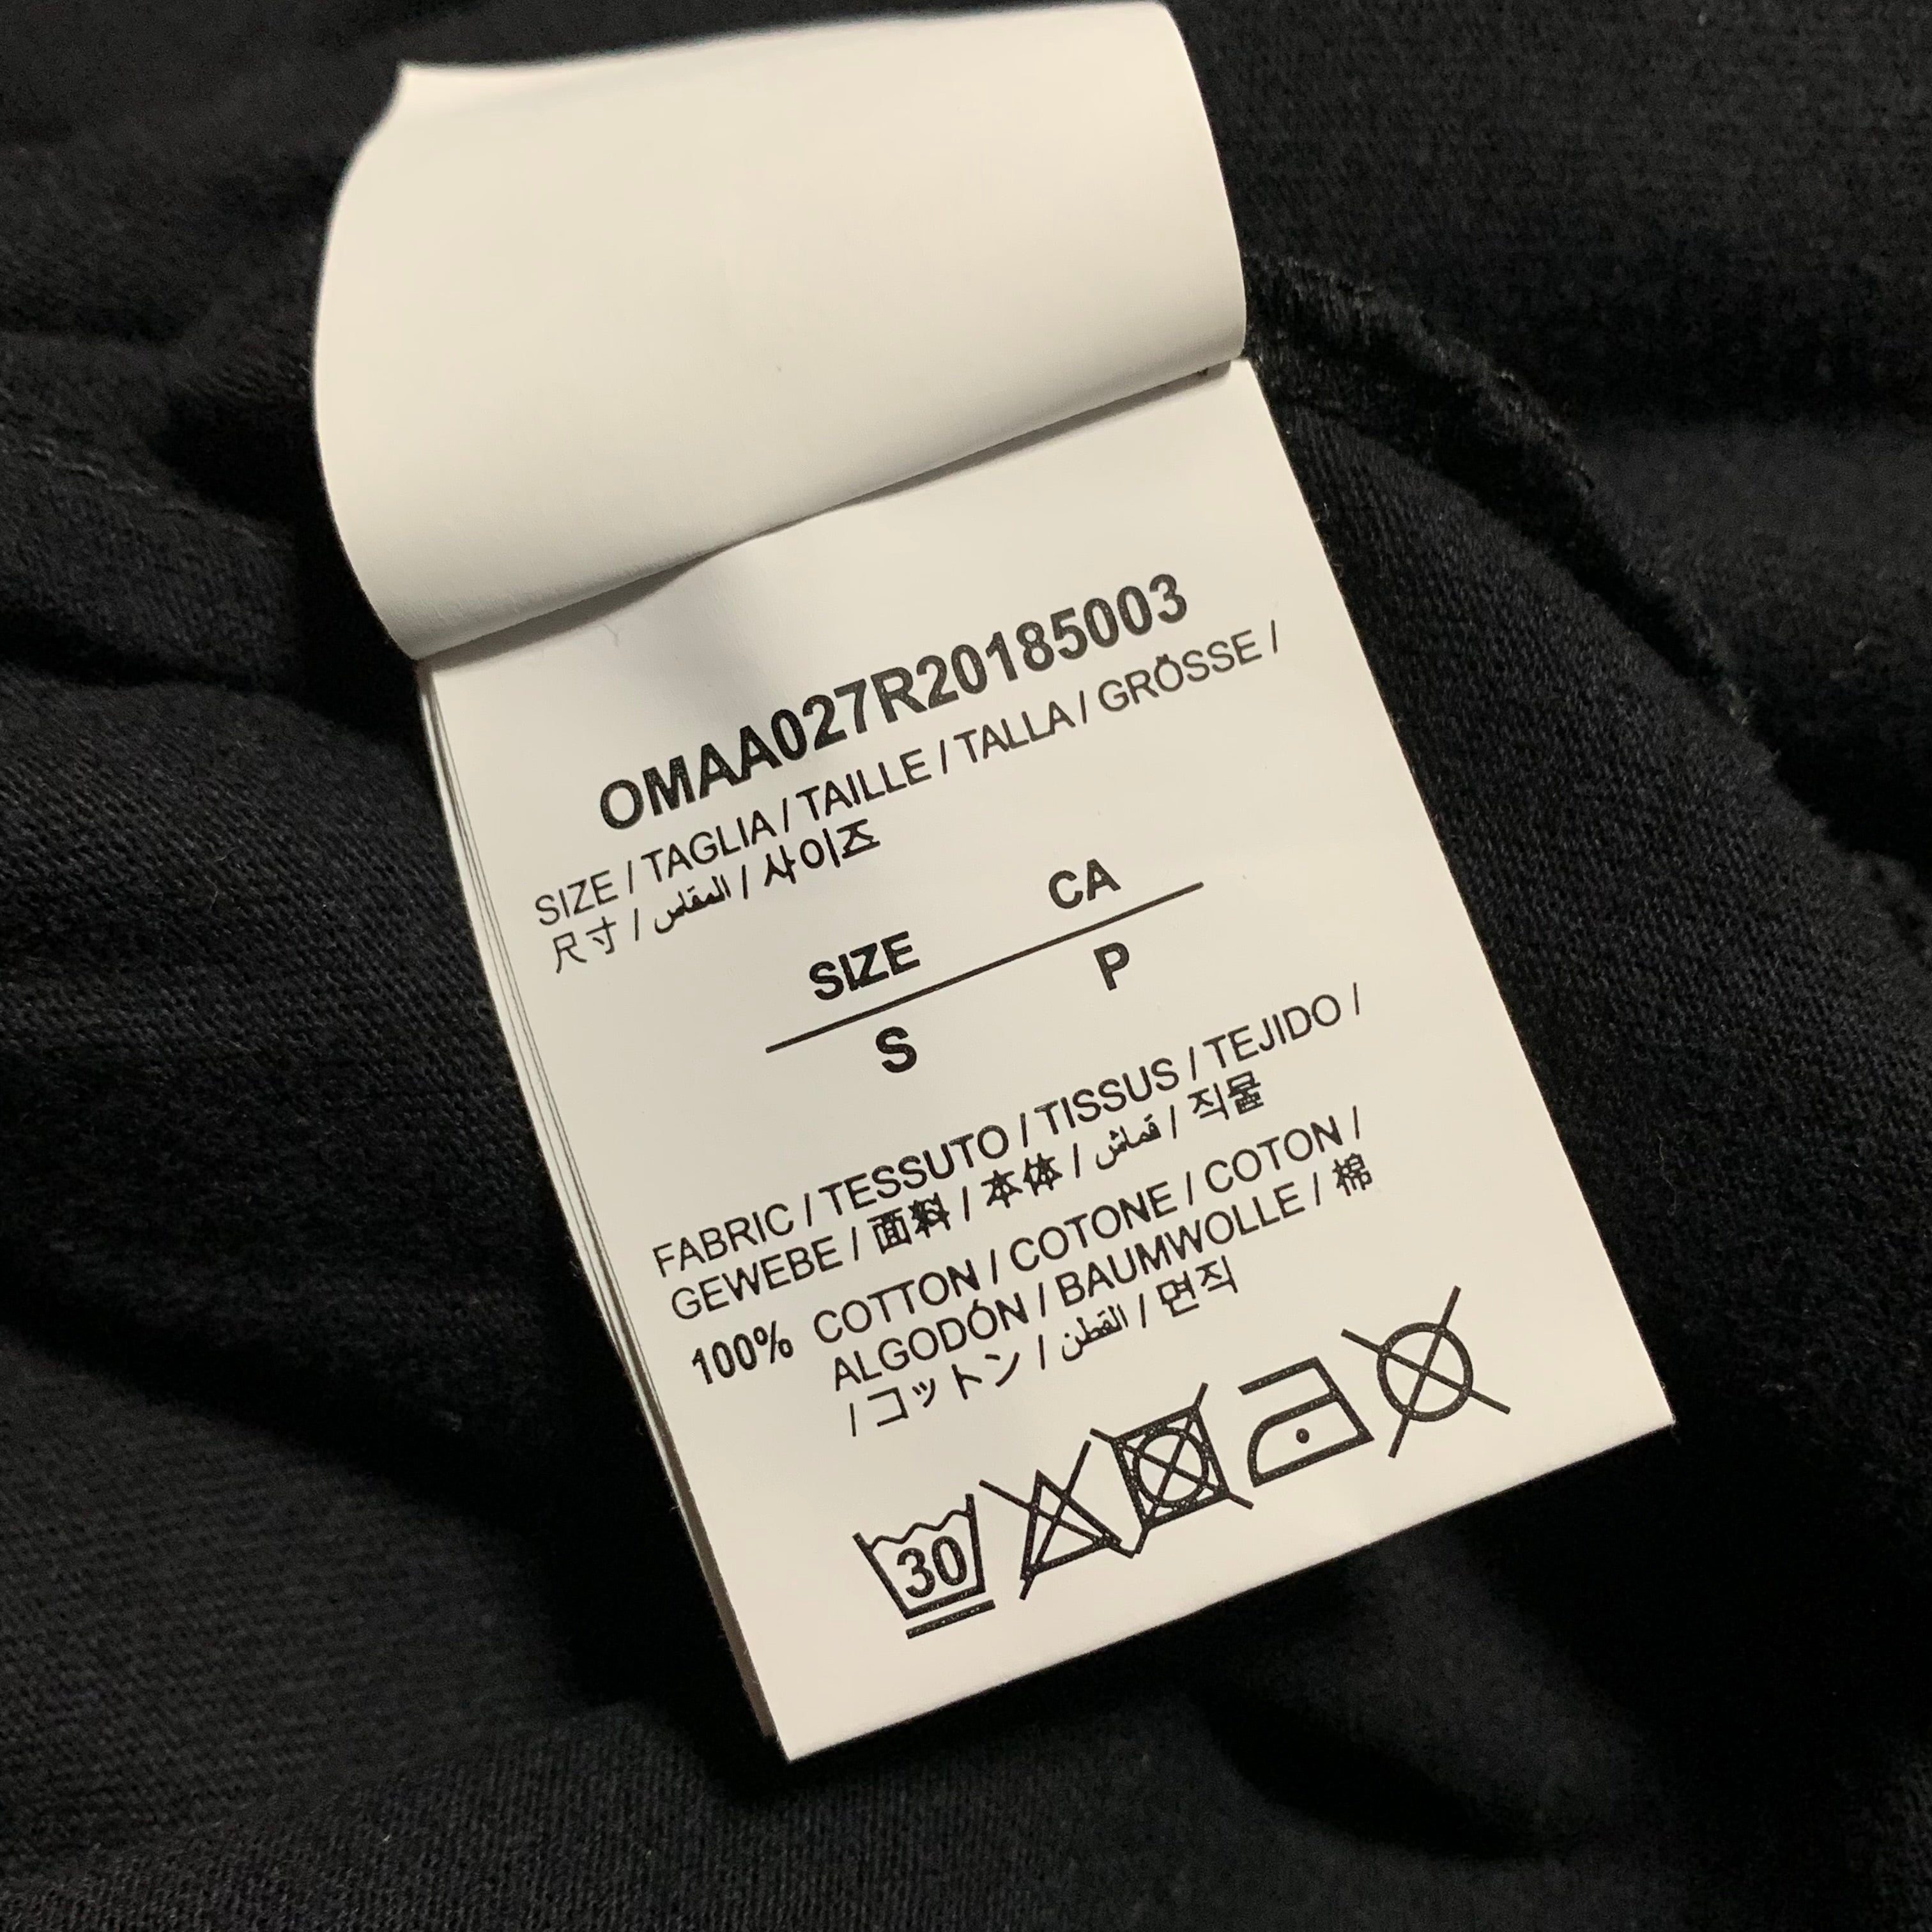 OMAA027R20185003
SIZE / TAGLIA / TAILLE / TALLA / GRÖSSE /
尺寸 / المقاس / 사이즈
SIZE CA
S P
FABRIC / TESSUTO / TISSUS / TEJIDO /
GEWEBE / 面料 / 本体 / قماش / 직물
100% COTTON / COTONE / COTON /
ALGODÓN / BAUMWOLLE / 棉
/ コットン / القطن / 면직
30